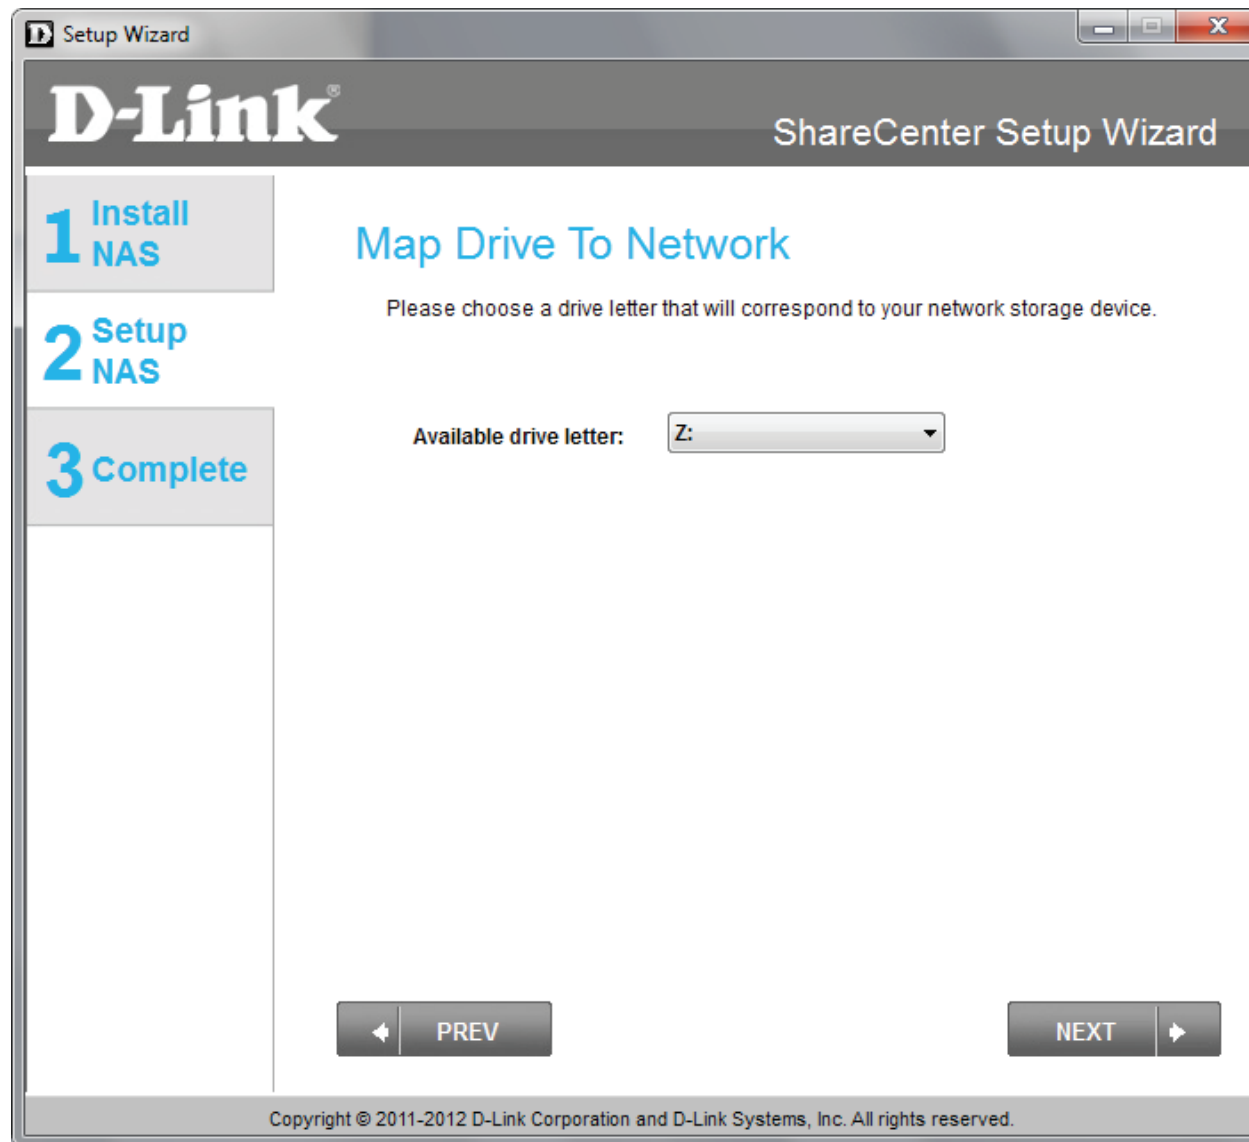 Setup Wizard
D-Link®
ShareCenter Setup Wizard
1 Install
NAS
2 Setup
NAS
3 Complete
Map Drive To Network
Please choose a drive letter that will correspond to your network storage device.
Available drive letter: Z:
PREV
NEXT
Copyright © 2011-2012 D-Link Corporation and D-Link Systems, Inc. All rights reserved.